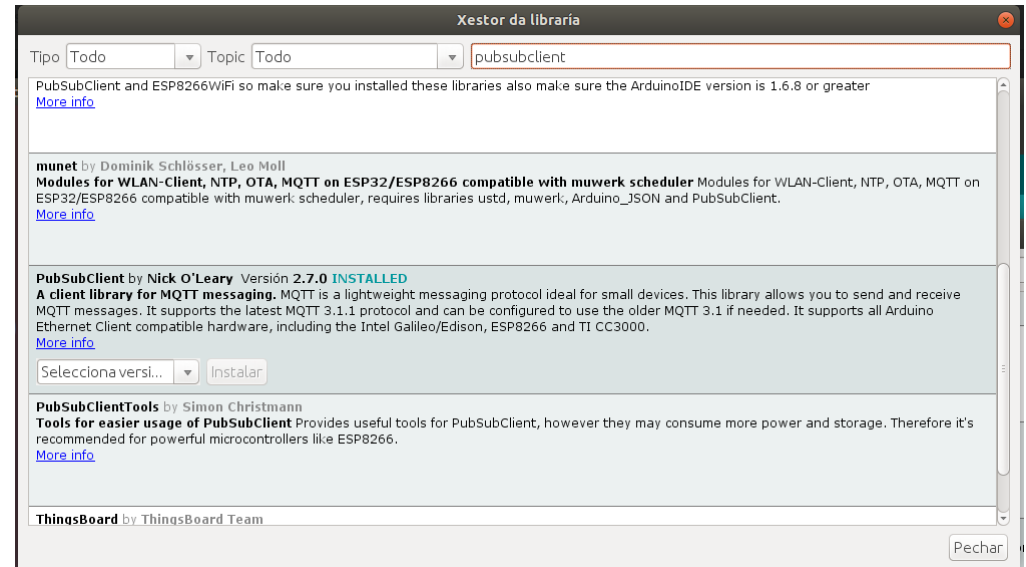 Xestor da libraría
Tipo Todo Topic Todo pubsubclient
PubSubClient and ESP8266WiFi so make sure you installed these libraries also make sure the ArduinoIDE version is 1.6.8 or greater
More info
munet by Dominik Schlösser, Leo Moll
Modules for WLAN-Client, NTP, OTA, MQTT on ESP32/ESP8266 compatible with muwerk scheduler Modules for WLAN-Client, NTP, OTA, MQTT on
ESP32/ESP8266 compatible with muwerk scheduler, requires libraries ustd, muwerk, Arduino_JSON and PubSubClient.
More info
PubSubClient by Nick O'Leary Versión 2.7.0 INSTALLED
A client library for MQTT messaging. MQTT is a lightweight messaging protocol ideal for small devices. This library allows you to send and receive
MQTT messages. It supports the latest MQTT 3.1.1 protocol and can be configured to use the older MQTT 3.1 if needed. It supports all Arduino
Ethernet Client compatible hardware, including the Intel Galileo/Edison, ESP8266 and TI CC3000.
More info
Selecciona versi... Instalar
PubSubClientTools by Simon Christmann
Tools for easier usage of PubSubClient Provides useful tools for PubSubClient, however they may consume more power and storage. Therefore it's
recommended for powerful microcontrollers like ESP8266.
More info
ThingsBoard by ThingsBoard Team
Pechar